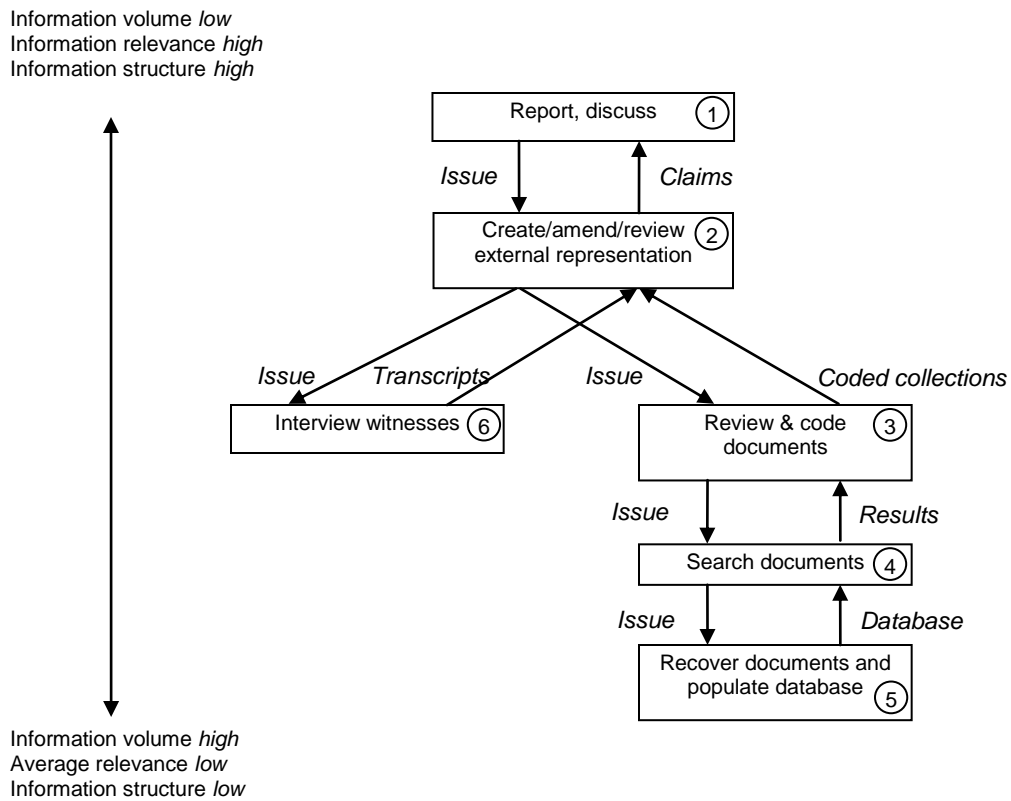 Information volume low
Information relevance high
Information structure high
Report, discuss 1
Issue Claims
Create/amend/review 2
external representation
Issue Transcripts Issue Coded collections
Interview witnesses 6
Review & code 3
documents
Issue Results
Search documents 4
Issue Database
Recover documents and
populate database 5
Information volume high
Average relevance low
Information structure low